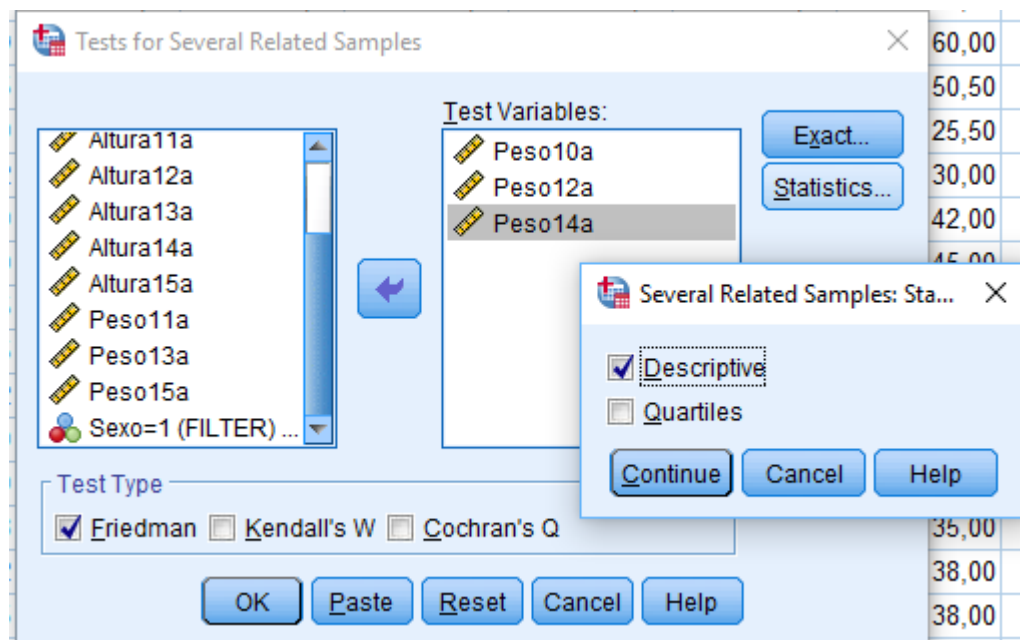 Tests for Several Related Samples
Test Variables:
Altura11a
Altura12a
Altura13a
Altura14a
Altura15a
Peso11a
Peso13a
Peso15a
Sexo=1 (FILTER) ...
Peso10a
Peso12a
Peso14a
Exact...
Statistics...
Several Related Samples: Sta...
Descriptive
Quartiles
Continue Cancel Help
Test Type
Friedman Kendall's W Cochran's Q
OK Paste Reset Cancel Help
60,00
50,50
25,50
30,00
42,00
35,00
38,00
38,00